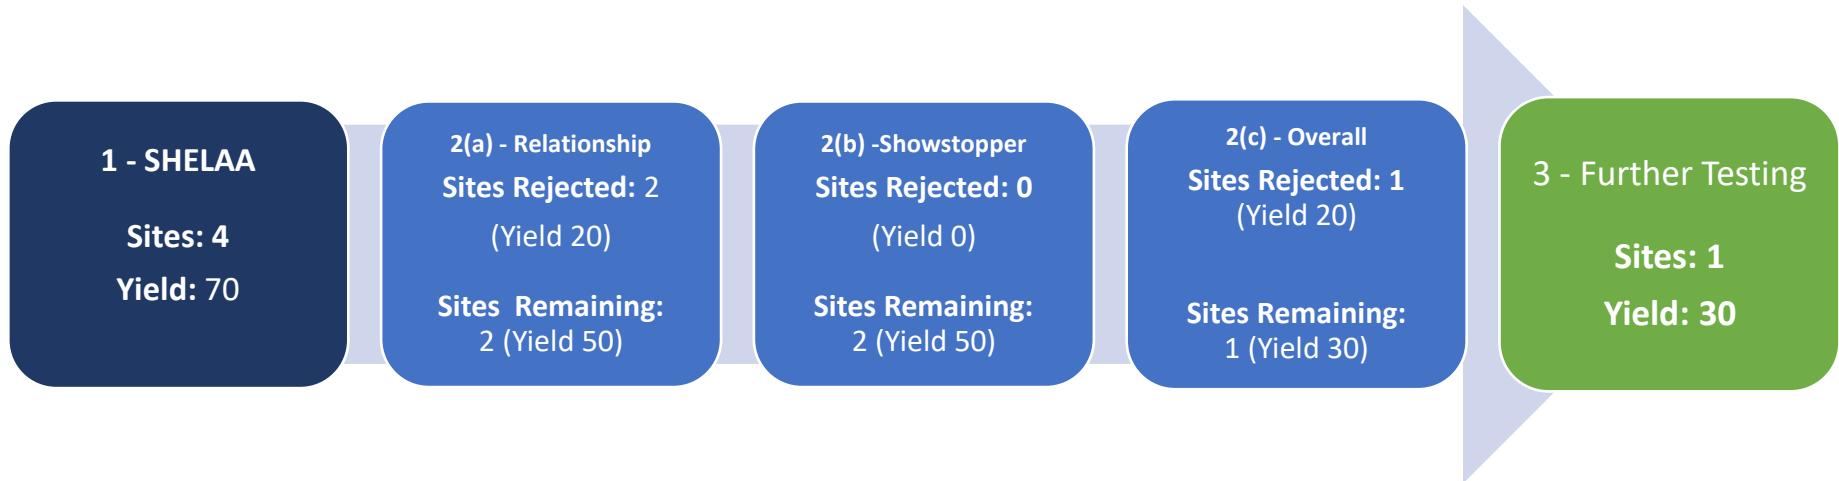 1 - SHELAA
Sites: 4
Yield: 70
2(a) - Relationship
Sites Rejected: 2
(Yield 20)
Sites  Remaining:
2 (Yield 50)
2(b) -Showstopper
Sites Rejected: 0
(Yield 0)
Sites Remaining:
2 (Yield 50)
2(c) - Overall
Sites Rejected: 1
(Yield 20)
Sites Remaining:
1 (Yield 30)
3 - Further Testing
Sites: 1
Yield: 30